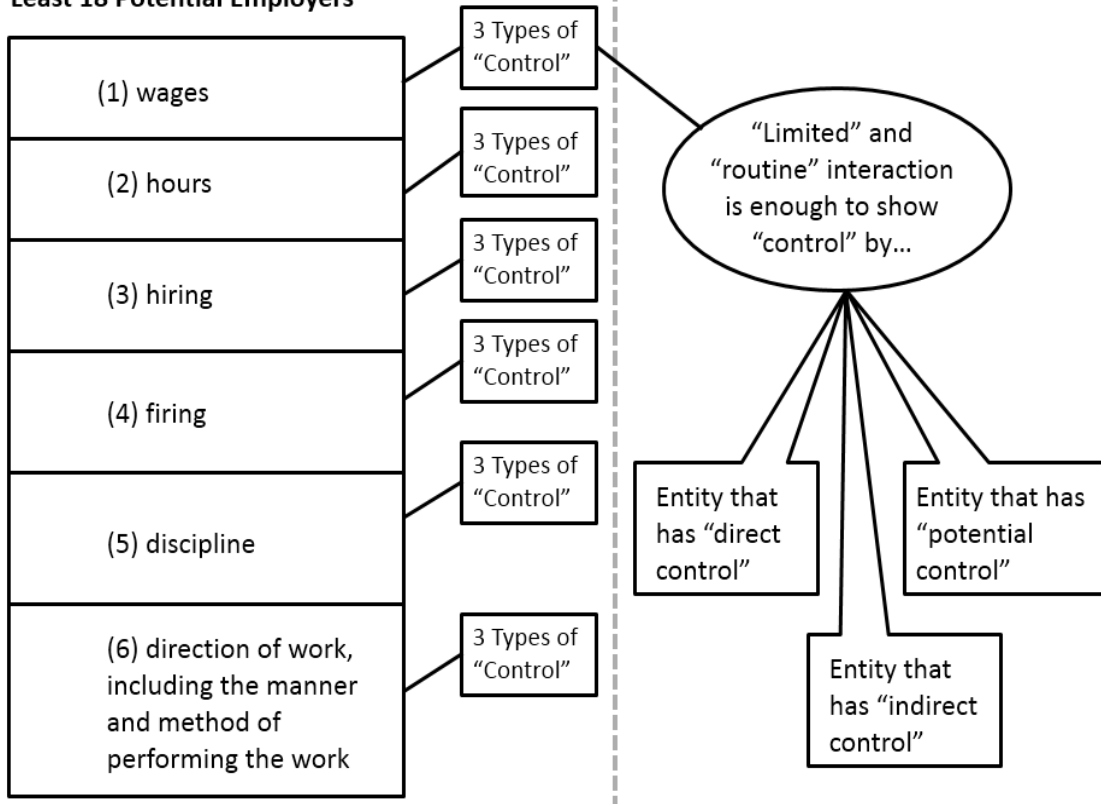 Least 18 Potential Employers
(1) wages
(2) hours
(3) hiring
(4) firing
(5) discipline
(6) direction of work,
including the manner
and method of
performing the work
3 Types of
“Control”
3 Types of
“Control”
3 Types of
“Control”
3 Types of
“Control”
3 Types of
“Control”
3 Types of
“Control”
“Limited” and
“routine” interaction
is enough to show
“control” by…
Entity that
has “direct
control”
Entity that has
“potential
control”
Entity that
has “indirect
control”